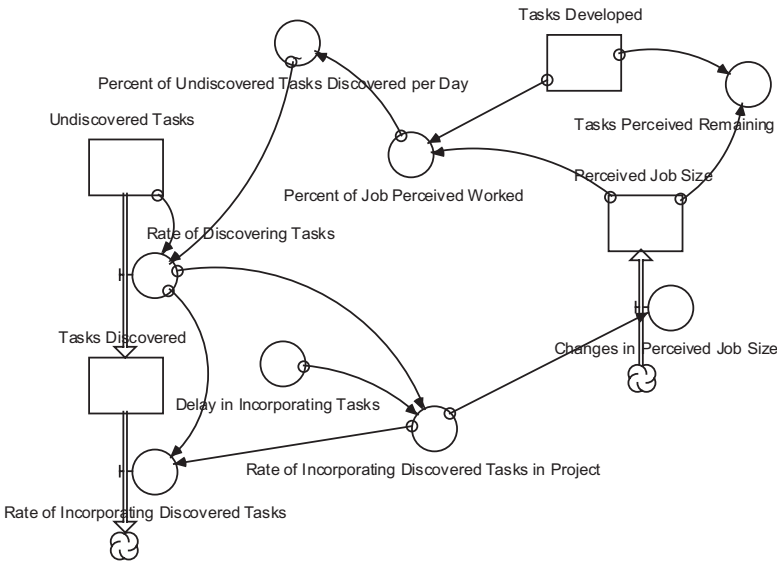 Tasks Developed
Percent of Undiscovered Tasks Discovered per Day
Undiscovered Tasks
Tasks Perceived Remaining
Perceived Job Size
Percent of Job Perceived Worked
Rate of Discovering Tasks
Tasks Discovered
Changes in Perceived Job Size
Delay in Incorporating Tasks
Rate of Incorporating Discovered Tasks in Project
Rate of Incorporating Discovered Tasks